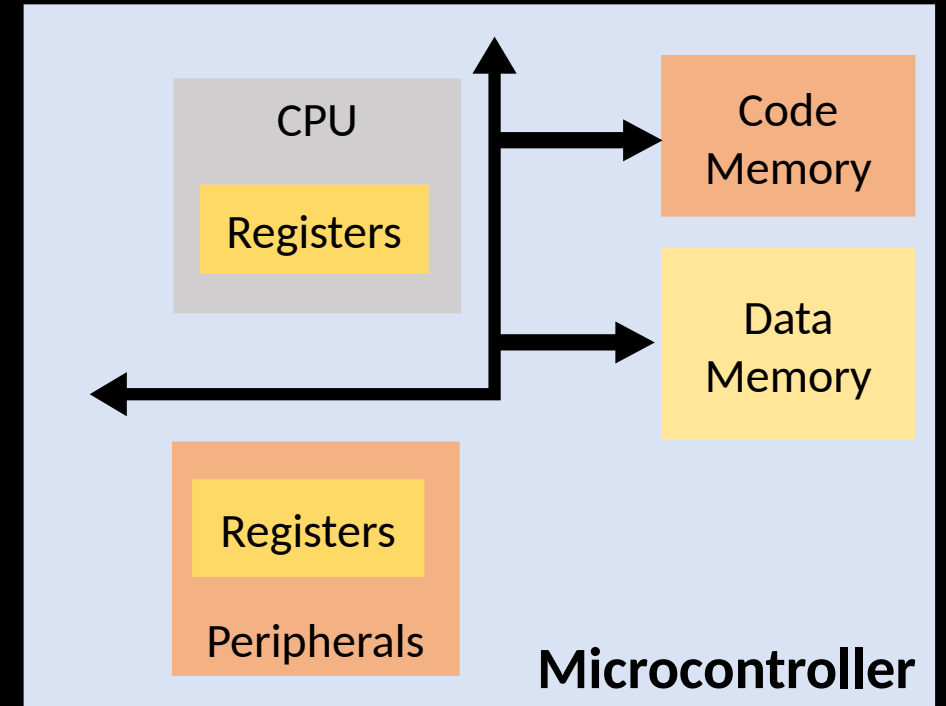 CPU
Registers
Code
Memory
Data
Memory
Registers
Peripherals
Microcontroller